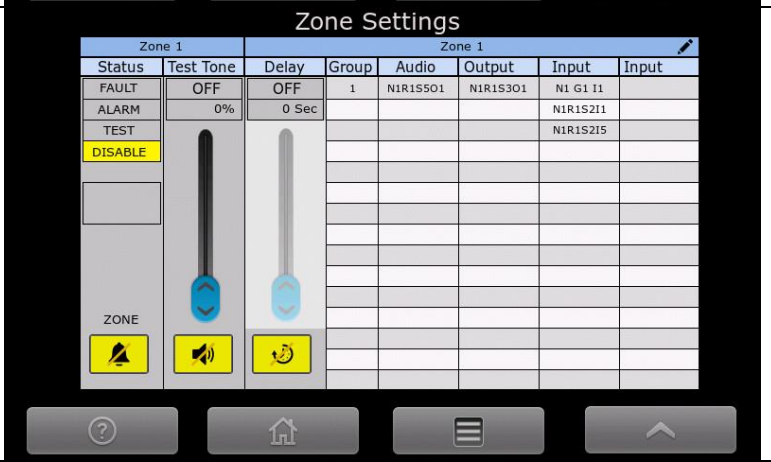 Zone Settings
Zone 1 Zone 1
Status Test Tone Delay Group Audio Output Input Input
FAULT OFF OFF 1 N1R1S5O1 N1R1S3O1 N1 G1 I1
ALARM 0% 0 Sec N1R1S2I1
TEST N1R1S2I5
DISABLE
ZONE
?